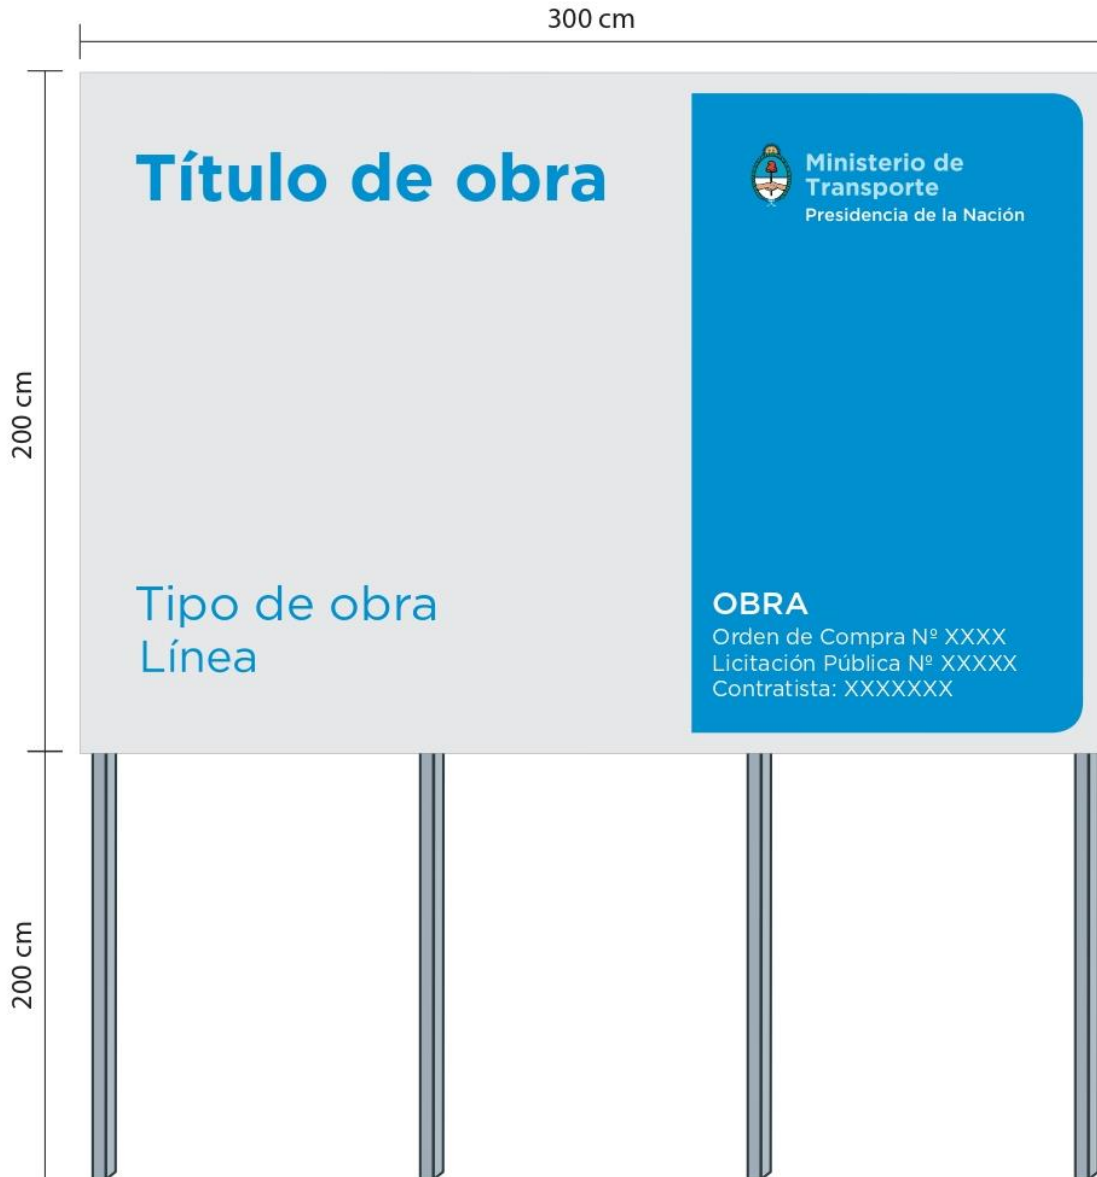 300 cm
Título de obra
Ministerio de
Transporte
Presidencia de la Nación
200 cm
Tipo de obra
Línea
OBRA
Orden de Compra Nº XXXX
Licitación Pública Nº XXXXX
Contratista: XXXXXXX
200 cm